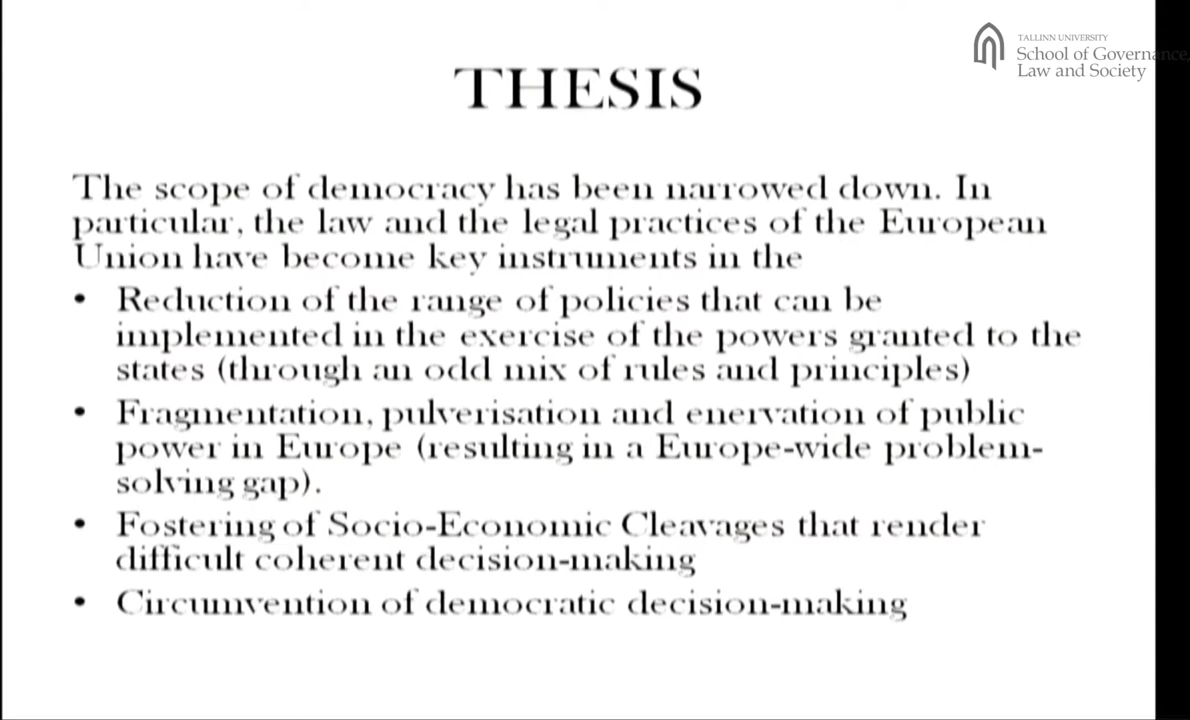 TALLINN UNIVERSITY
School of Governance,
Law and Society
THESIS
The scope of democracy has been narrowed down. In
particular, the law and the legal practices of the European
Union have become key instruments in the
• Reduction of the range of policies that can be
implemented in the exercise of the powers granted to the
states (through an odd mix of rules and principles)
• Fragmentation, pulverisation and enervation of public
power in Europe (resulting in a Europe-wide problem-
solving gap).
• Fostering of Socio-Economic Cleavages that render
difficult coherent decision-making
• Circumvention of democratic decision-making